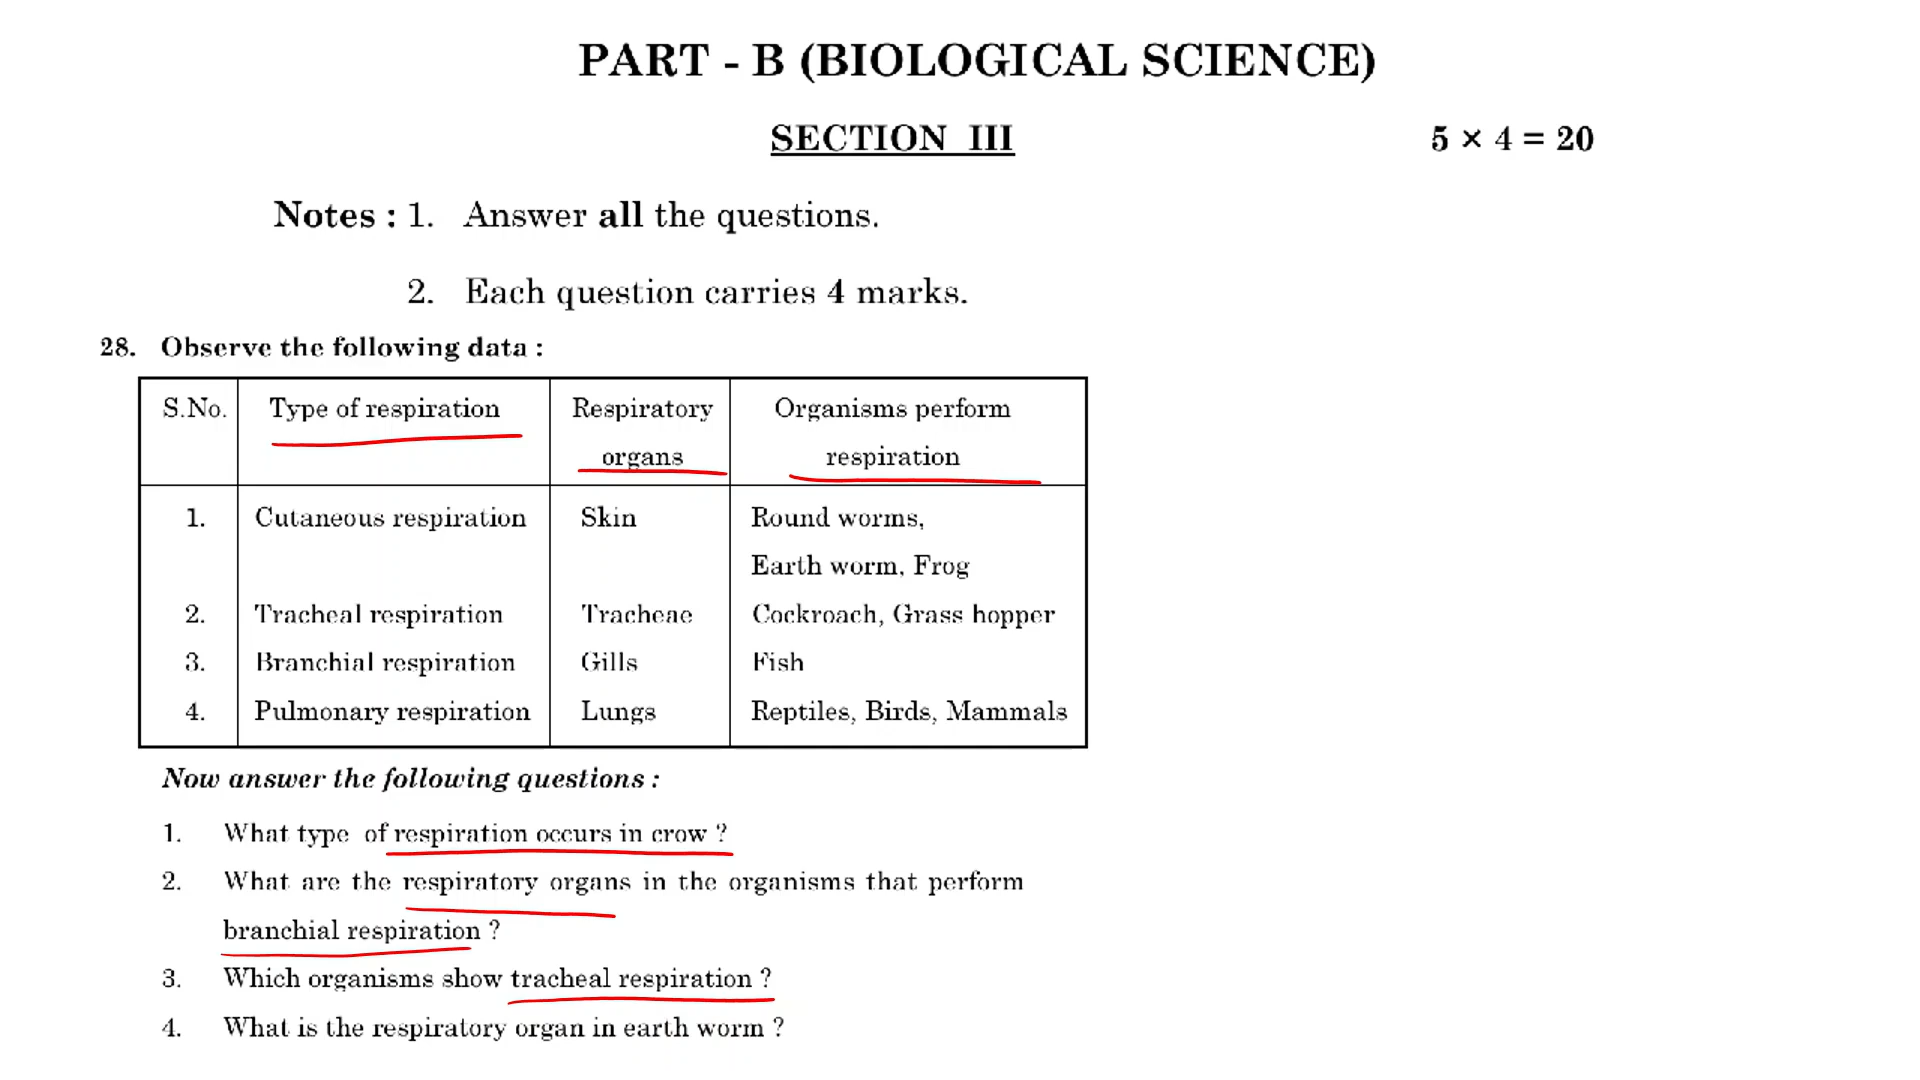 PART - B (BIOLOGICAL SCIENCE)
SECTION III 5 × 4 = 20
Notes : 1. Answer all the questions.
2. Each question carries 4 marks.
28. Observe the following data :
S.No. Type of respiration Respiratory organs Organisms perform respiration
1. Cutaneous respiration Skin Round worms,
Earth worm, Frog
2. Tracheal respiration Tracheae Cockroach, Grass hopper
3. Branchial respiration Gills Fish
4. Pulmonary respiration Lungs Reptiles, Birds, Mammals
Now answer the following questions :
1. What type of respiration occurs in crow ?
2. What are the respiratory organs in the organisms that perform
branchial respiration ?
3. Which organisms show tracheal respiration ?
4. What is the respiratory organ in earth worm ?